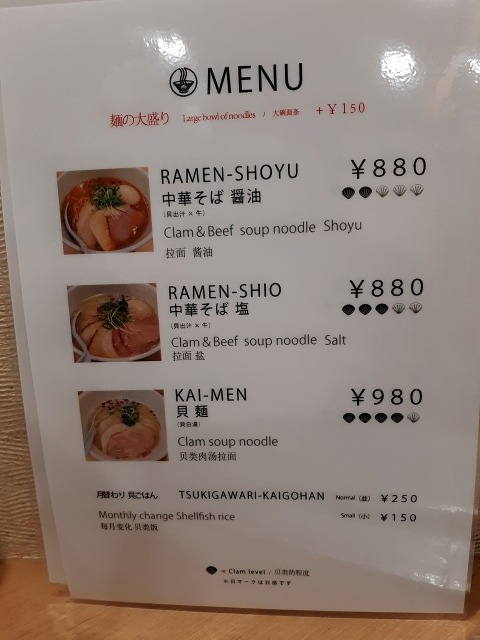 MENU
麺の大盛り Large bowl of noodles / 大碗面条 +¥150
RAMEN-SHOYU ¥880
中華そば 醤油
(貝出汁 × 牛)
Clam & Beef soup noodle Shoyu
拉面 酱油
RAMEN-SHIO ¥880
中華そば 塩
(貝出汁 × 牛)
Clam & Beef soup noodle Salt
拉面 盐
KAI-MEN ¥980
貝 麺
(貝白湯)
Clam soup noodle
贝类肉汤拉面
月替わり 貝ごはん TSUKIGAWARI-KAIGOHAN Normal (並) ¥250
Monthly change Shellfish rice Small (小) ¥150
每月变化 贝类饭
= Clam level / 贝类的程度